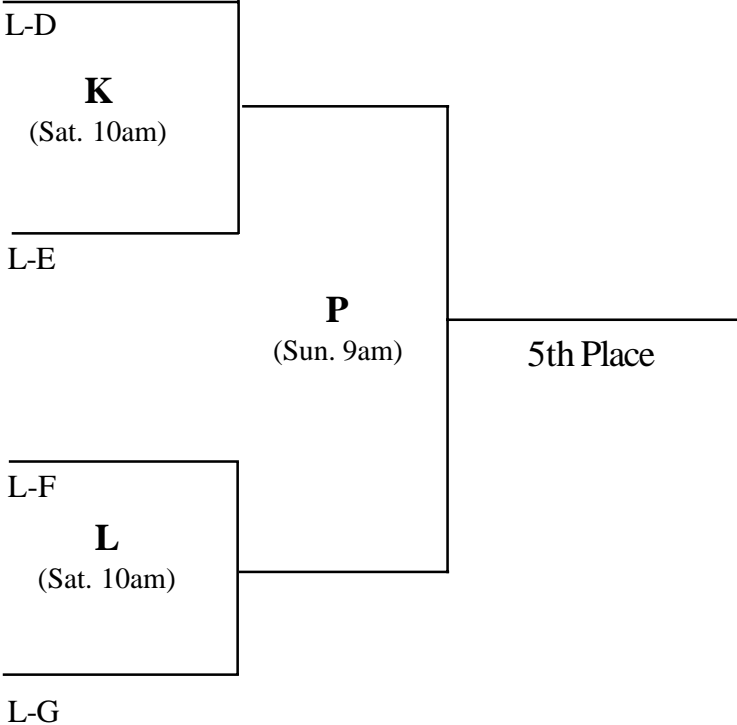 L-D
K
(Sat. 10am)
L-E
P
(Sun. 9am)
5th Place
L-F
L
(Sat. 10am)
L-G